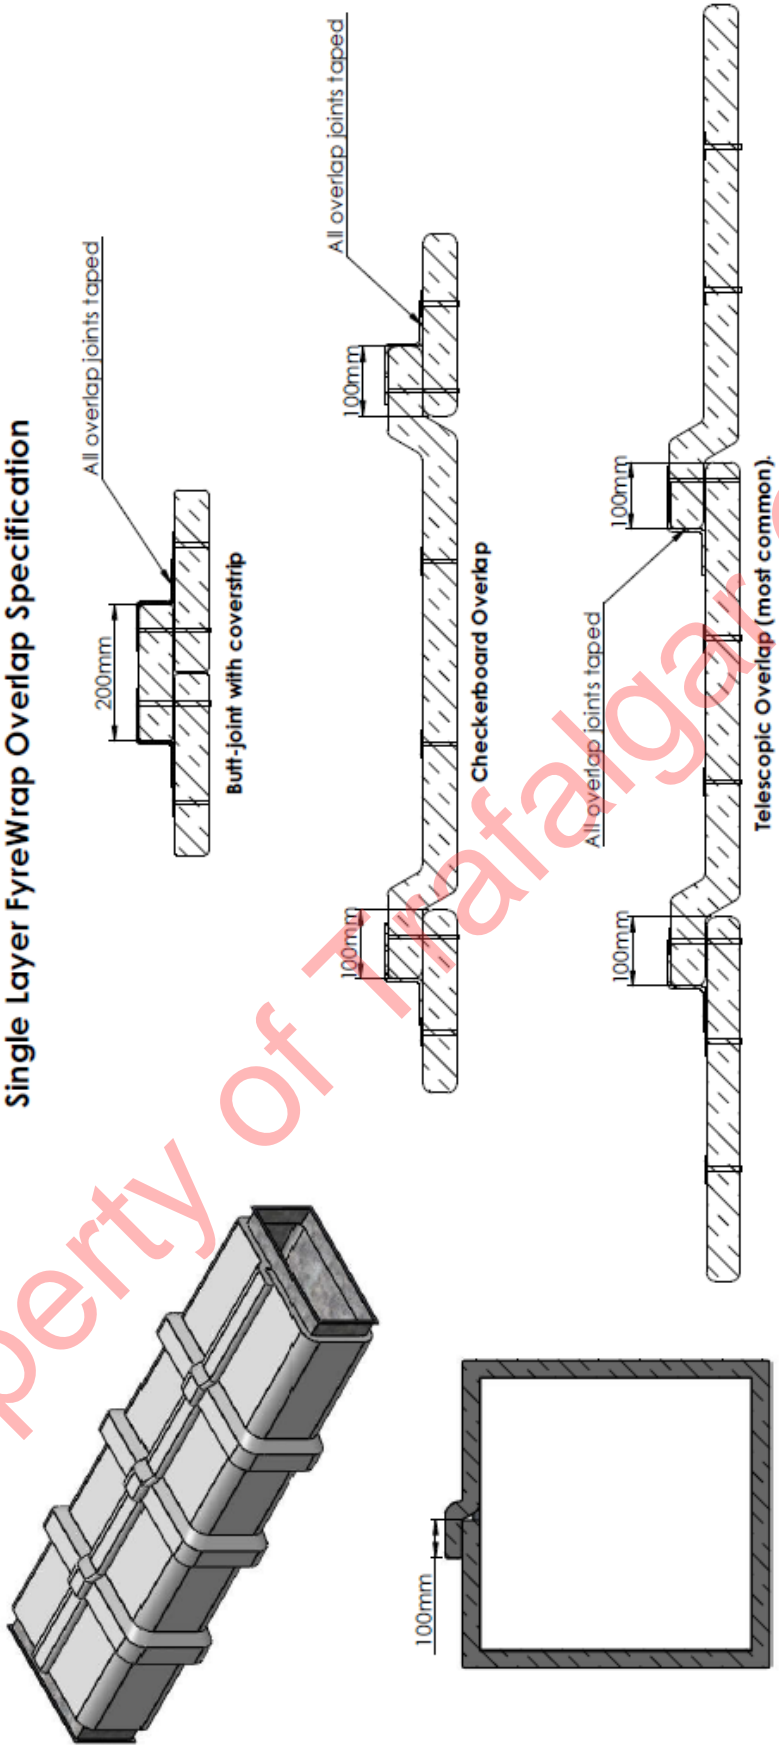 Single Layer FyreWrap Overlap Specification
All overlap joints taped
200mm
Butt-joint with coverstrip
All overlap joints taped
100mm
100mm
Checkerboard Overlap
All overlap joints taped
100mm
100mm
Telescopic Overlap (most common).
100mm
perty of Trafalgar